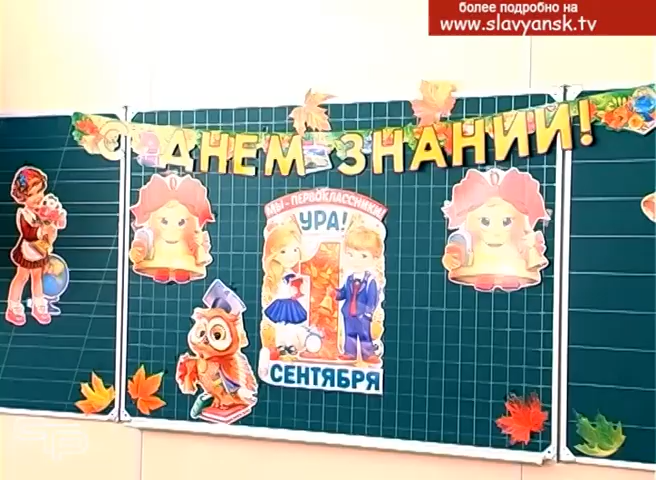 более подробно на
www.slavyansk.tv
С ДНЕМ ЗНАНИЙ!
МЫ - ПЕРВОКЛАССНИКИ!
УРА!
1
СЕНТЯБРЯ